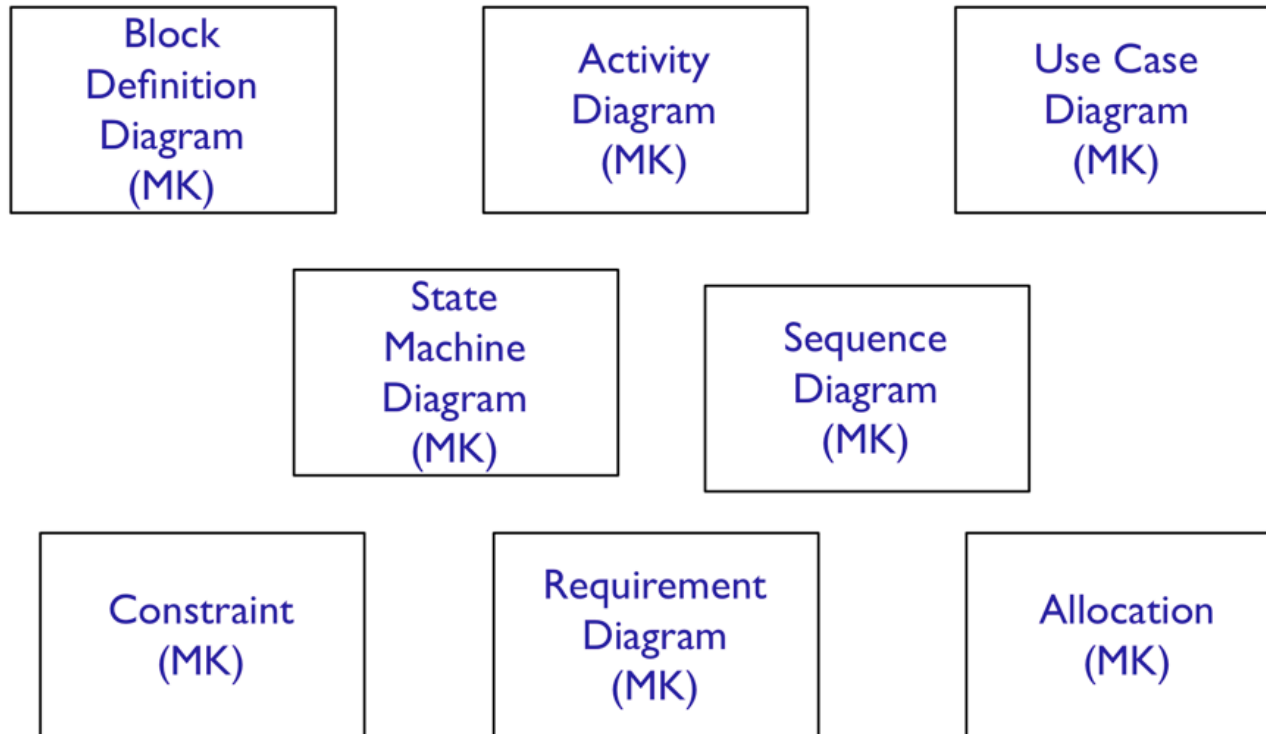 Block
Definition
Diagram
(MK)
Activity
Diagram
(MK)
Use Case
Diagram
(MK)
State
Machine
Diagram
(MK)
Sequence
Diagram
(MK)
Constraint
(MK)
Requirement
Diagram
(MK)
Allocation
(MK)